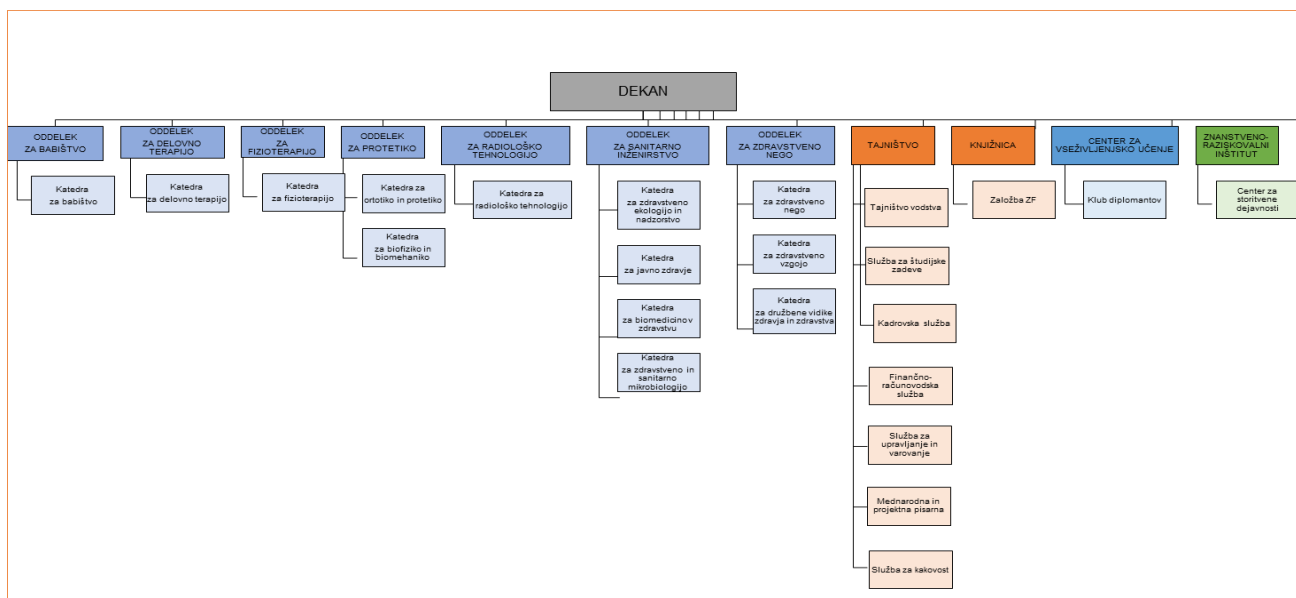 DEKAN
ODDELEK
ZA BABIŠTVO
ODDELEK
ZA DELOVNO
TERAPIJO
ODDELEK
ZA
FIZIOTERAPIJO
ODDELEK
ZA PROTETIKO
ODDELEK
ZA RADIOLOŠKO
TEHNOLOGIJO
ODDELEK
ZA SANITARNO
INŽENIRSTVO
ODDELEK
ZA ZDRAVSTVENO
NEGO
TAJNIŠTVO
KNJIŽNICA
CENTER ZA
VSEŽIVLJENJSKO UČENJE
ZNANSTVENO-
RAZISKOVALNI
INŠTITUT
Katedra
za babištvo
Katedra
za delovno terapijo
Katedra
za fizioterapijo
Katedra za
ortotiko in protetiko
Katedra
za biofiziko in
biomehaniko
Katedra za
radiološko tehnologijo
Katedra
za zdravstveno
ekologijo in
nadzorstvo
Katedra
za javno zdravje
Katedra
za biomedicino v
zdravstvu
Katedra
za zdravstveno in
sanitarno
mikrobiologijo
Katedra
za zdravstveno
nego
Katedra
za zdravstveno
vzgojo
Katedra
za družbene vidike
zdravja in zdravstva
Tajništvo vodstva
Služba za študijske
zadeve
Kadrovska služba
Finančno-
računovodska
služba
Služba za
upravljanje in
varovanje
Mednarodna in
projektna pisarna
Služba za kakovost
Založba ZF
Klub diplomantov
Center za
storitvene
dejavnosti